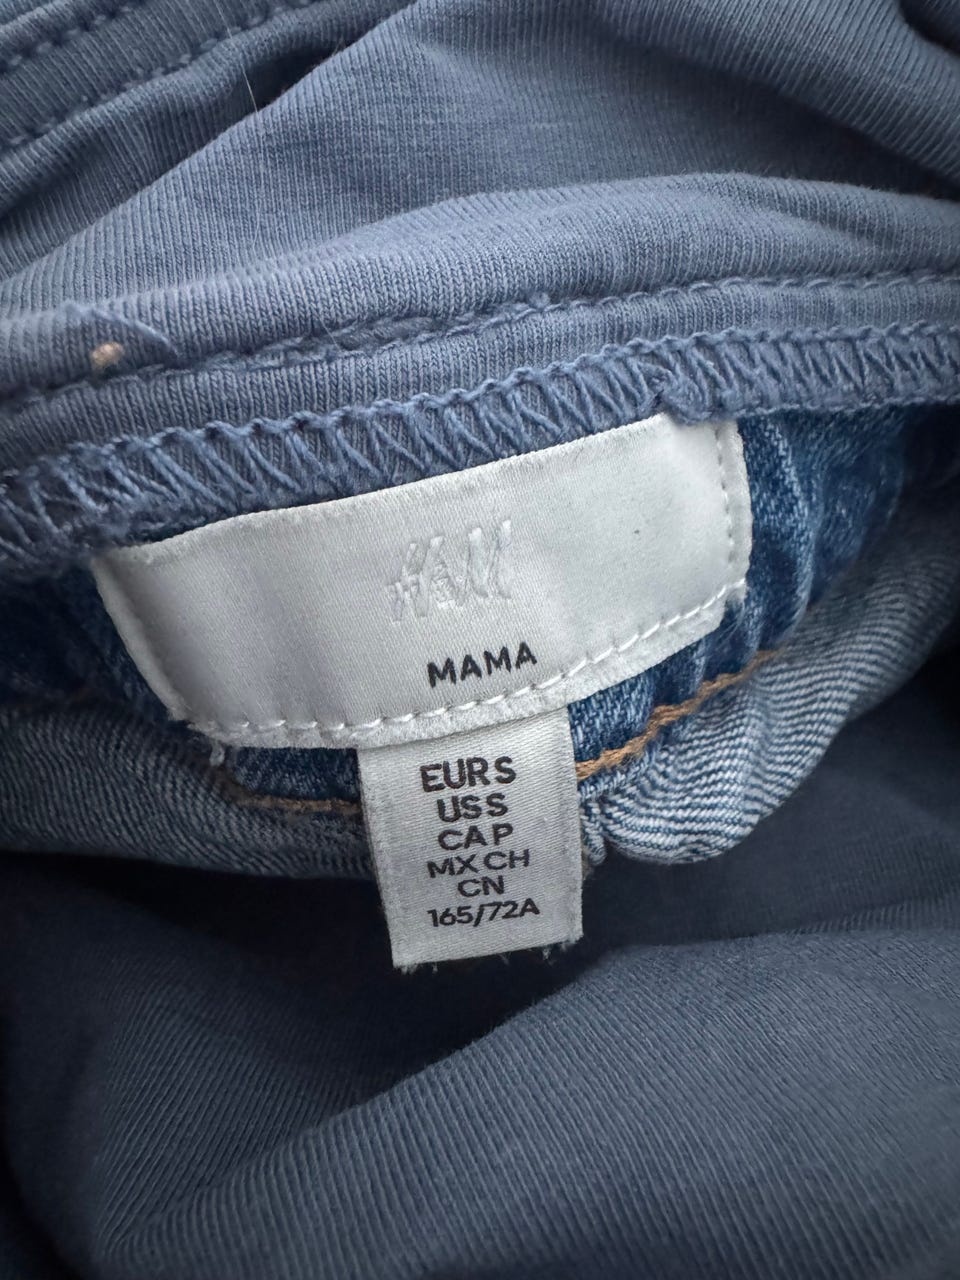 H&M
MAMA
EUR S
US S
CA P
MX CH
CN
165/72A